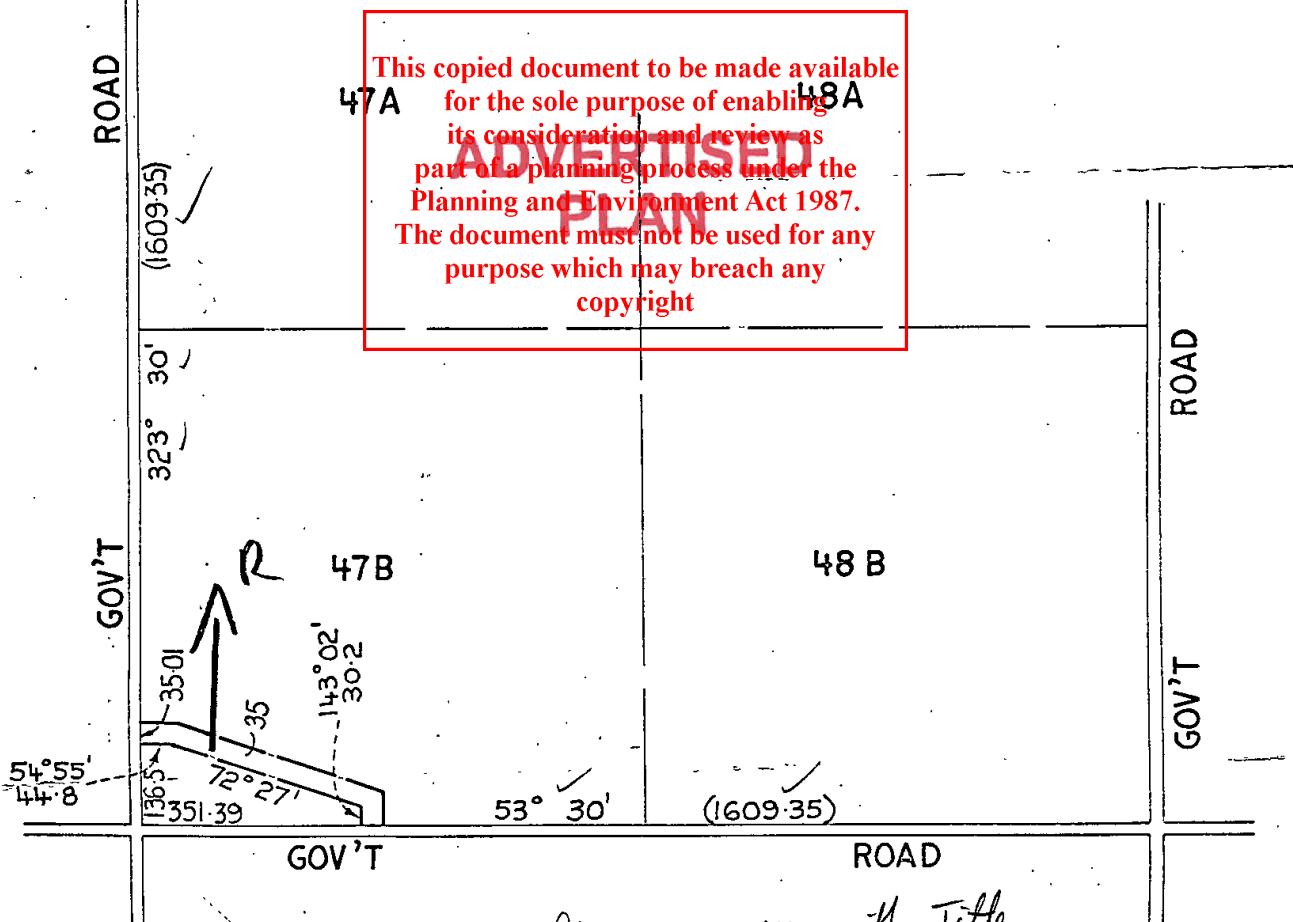 ROAD
47A
48A
This copied document to be made available
for the sole purpose of enabling
its consideration and review as
part of a planning process under the
Planning and Environment Act 1987.
The document must not be used for any
purpose which may breach any
copyright
ADVERTISED
PLAN
(1609·35)
323° 30'
ROAD
GOV'T
R
47B
48B
35·01
35
143°02'
30·2
GOV'T
54°55'
44·8
136·5
72°27'
351·39
53° 30'
(1609·35)
GOV'T
ROAD
Title